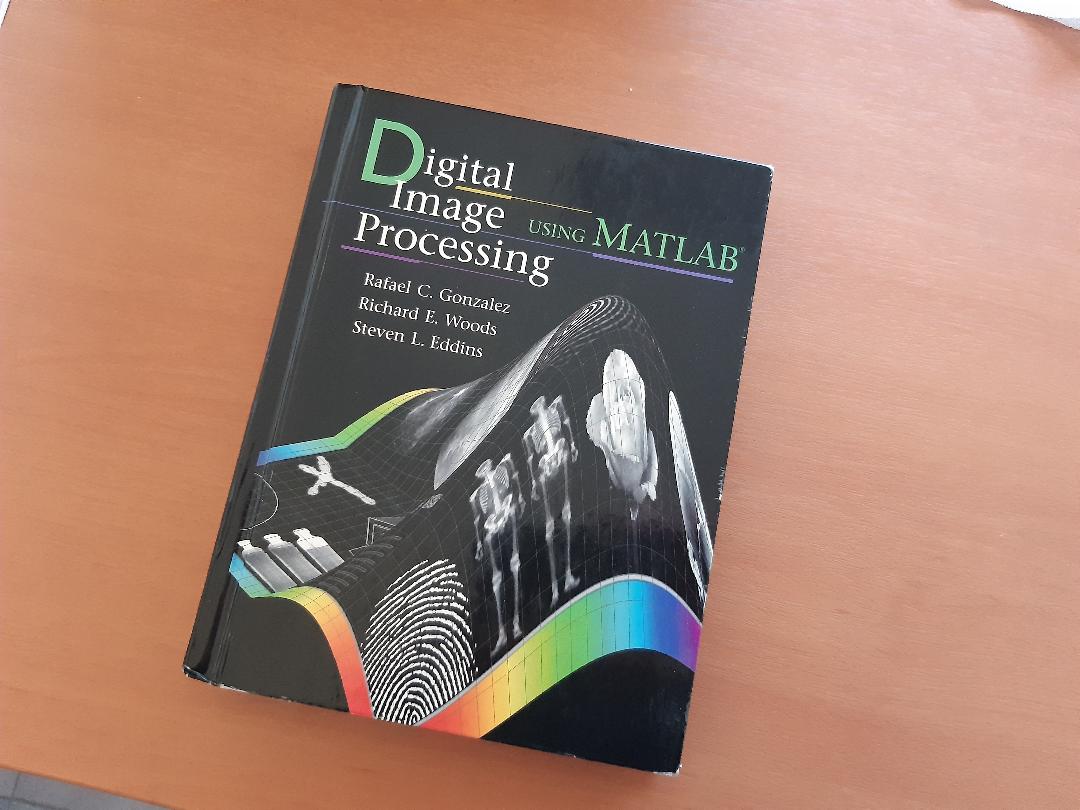 Digital
Image
Processing
USING MATLAB®
Rafael C. Gonzalez
Richard E. Woods
Steven L. Eddins